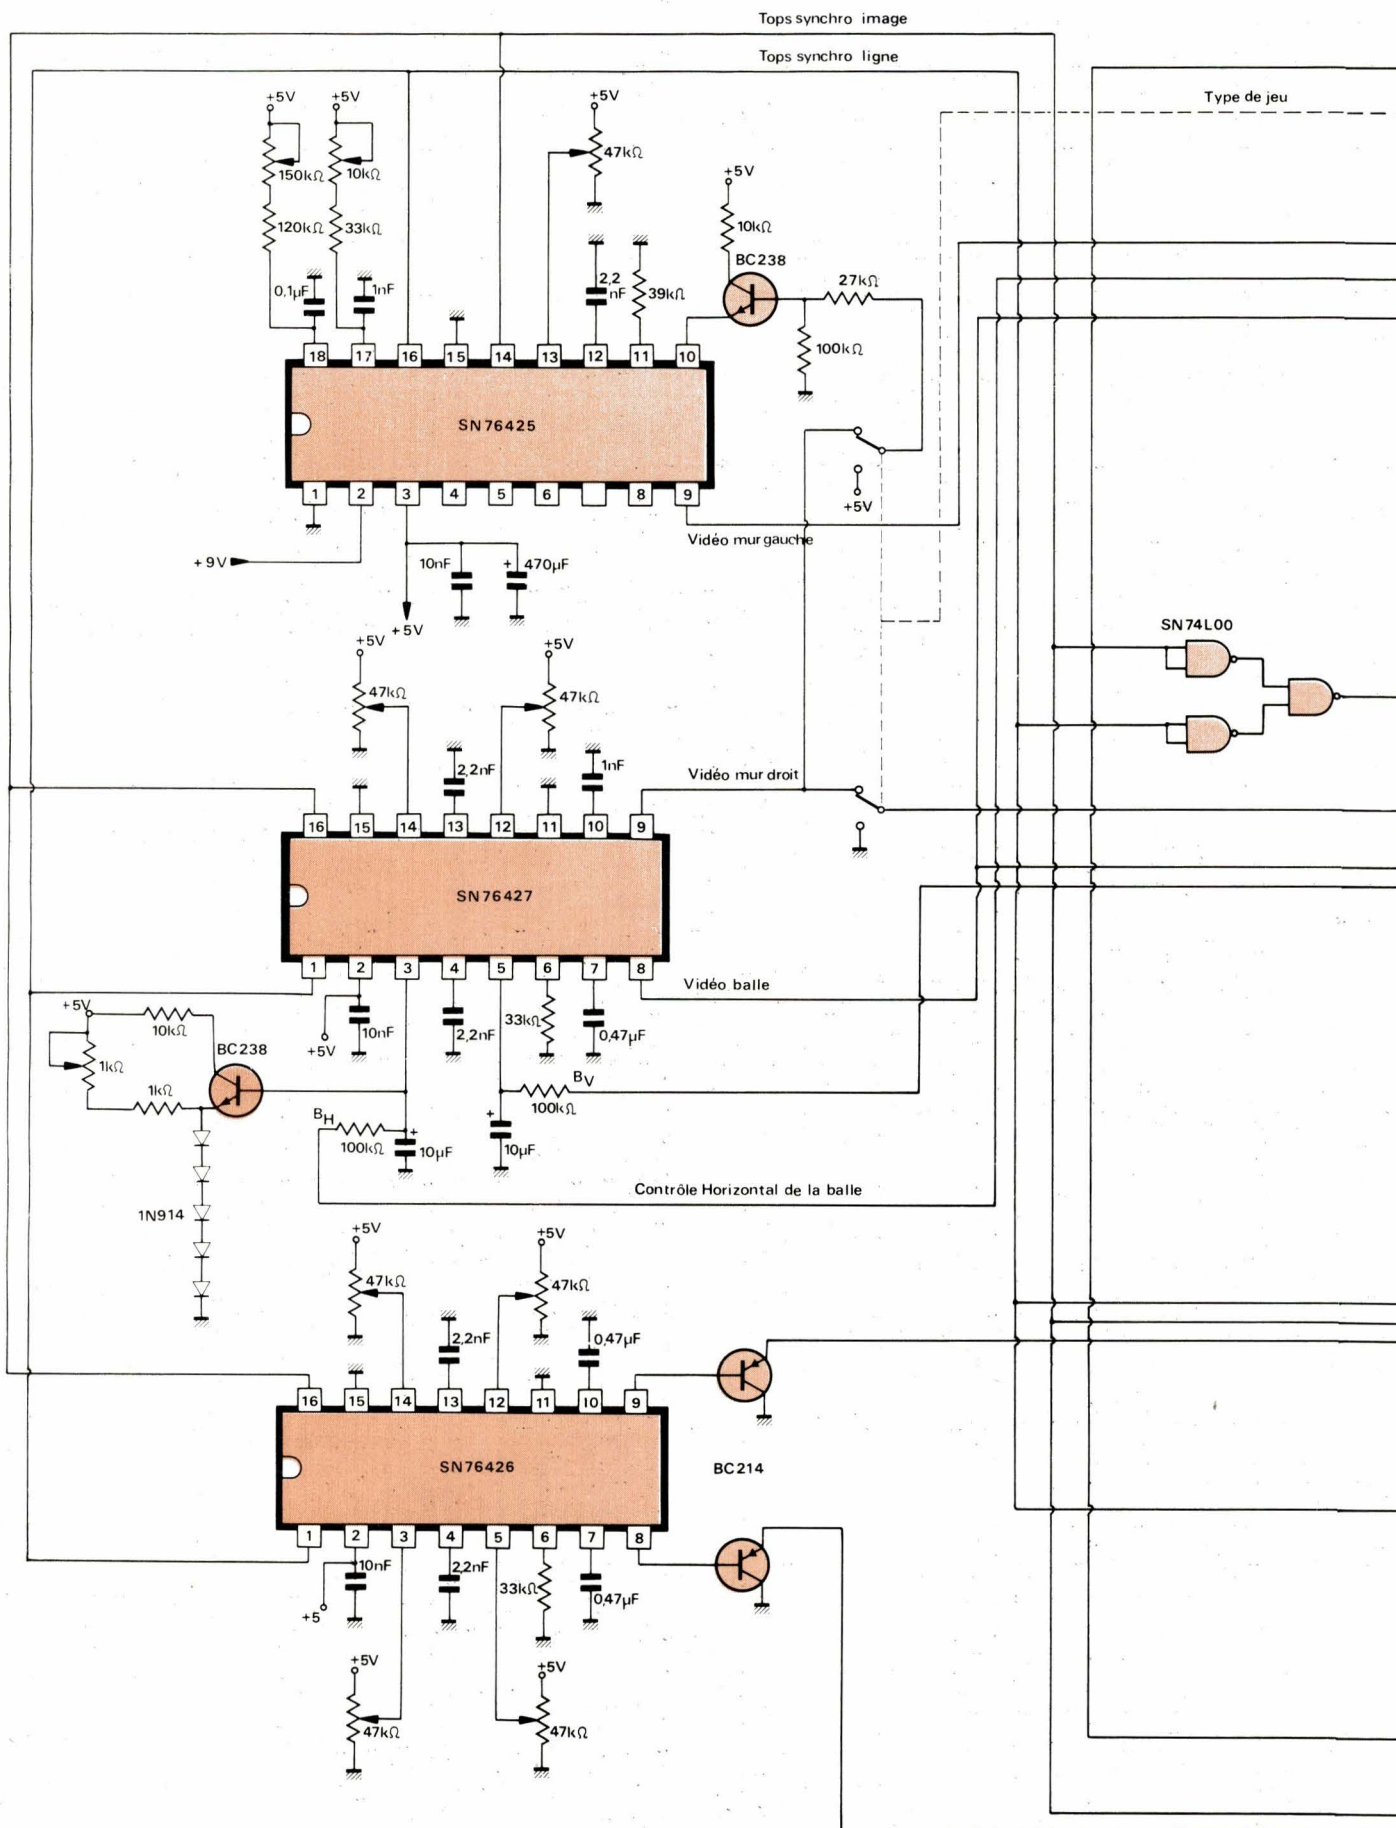 Tops synchro image
Tops synchro ligne
Type de jeu
+5V
+5V
+5V
150kΩ
10kΩ
47kΩ
+5V
120kΩ
33kΩ
10kΩ
BC238
0,1µF
1nF
2,2
nF
39kΩ
27kΩ
100kΩ
18
17
16
15
14
13
12
11
10
SN76425
1
2
3
4
5
6
8
9
+5V
Vidéo mur gauche
+9V
10nF
+
470µF
+5V
+5V
+5V
SN74L00
47kΩ
47kΩ
2,2nF
1nF
Vidéo mur droit
16
15
14
13
12
11
10
9
SN76427
1
2
3
4
5
6
7
8
Vidéo balle
+5V
10kΩ
+5V
10nF
2,2nF
33kΩ
0,47µF
BC238
1kΩ
1kΩ
BV
100kΩ
BH
100kΩ
+
10µF
+
10µF
Contrôle Horizontal de la balle
1N914
+5V
+5V
47kΩ
47kΩ
2,2nF
0,47µF
16
15
14
13
12
11
10
9
SN76426
BC214
1
2
3
4
5
6
7
8
10nF
2,2nF
33kΩ
0,47µF
+5
+5V
+5V
47kΩ
47kΩ